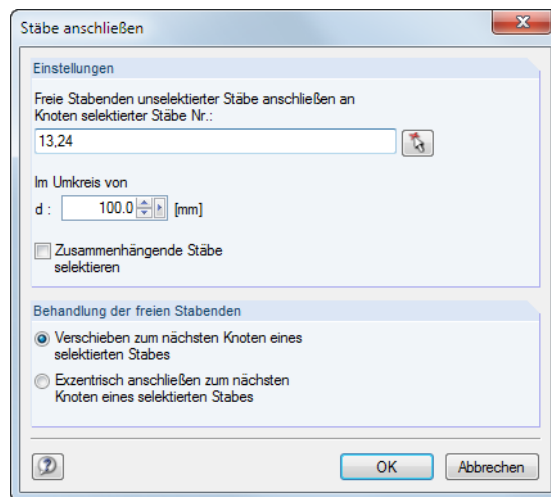 Stäbe anschließen
Einstellungen
Freie Stabenden unselektierter Stäbe anschließen an
Knoten selektierter Stäbe Nr.:
13,24
Im Umkreis von
d : 100.0 [mm]
Zusammenhängende Stäbe
selektieren
Behandlung der freien Stabenden
Verschieben zum nächsten Knoten eines
selektierten Stabes
Exzentrisch anschließen zum nächsten
Knoten eines selektierten Stabes
OK Abbrechen